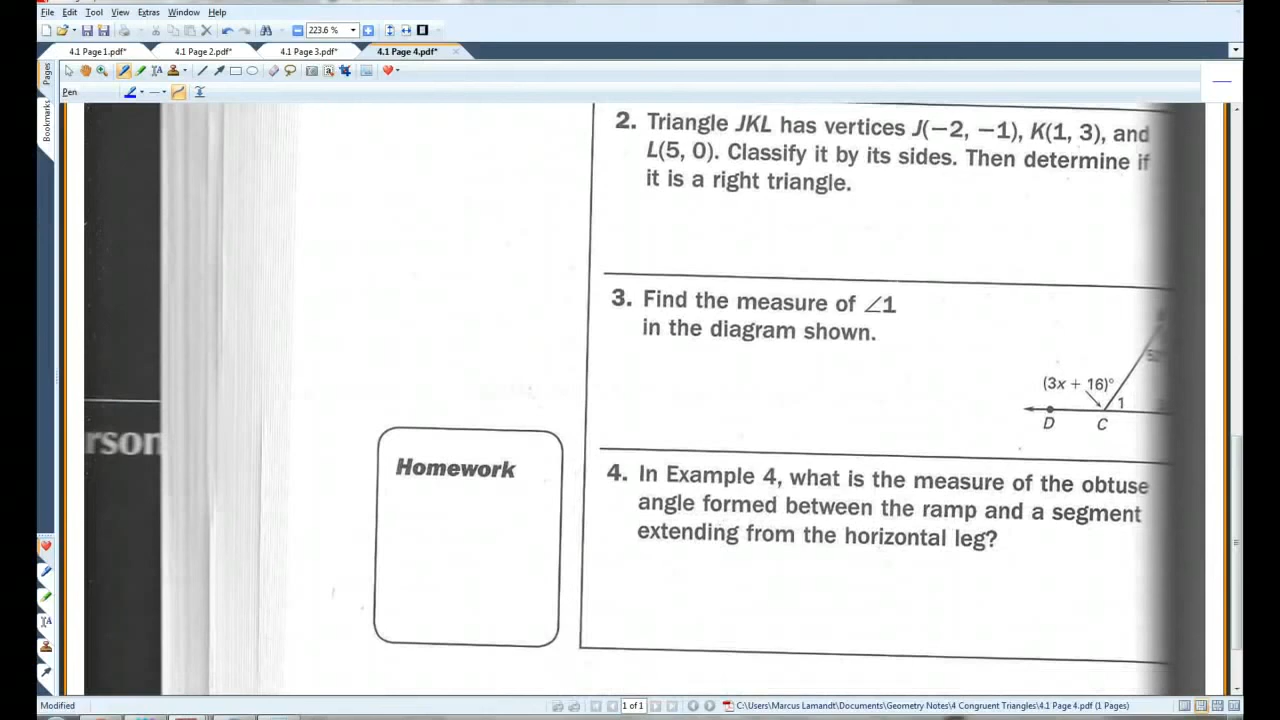 File Edit Tool View Extras Window Help
223.6 %
4.1 Page 1.pdf* 4.1 Page 2.pdf* 4.1 Page 3.pdf* 4.1 Page 4.pdf*
Pages
Bookmarks
Pen
2. Triangle JKL has vertices J(−2, −1), K(1, 3), and
L(5, 0). Classify it by its sides. Then determine if
it is a right triangle.
3. Find the measure of ∠1
in the diagram shown.
(3x + 16)°
1
D C
rson
Homework
4. In Example 4, what is the measure of the obtuse
angle formed between the ramp and a segment
extending from the horizontal leg?
Modified
1 of 1
C:\Users\Marcus Lamandt\Documents\Geometry Notes\4 Congruent Triangles\4.1 Page 4.pdf (1 Pages)